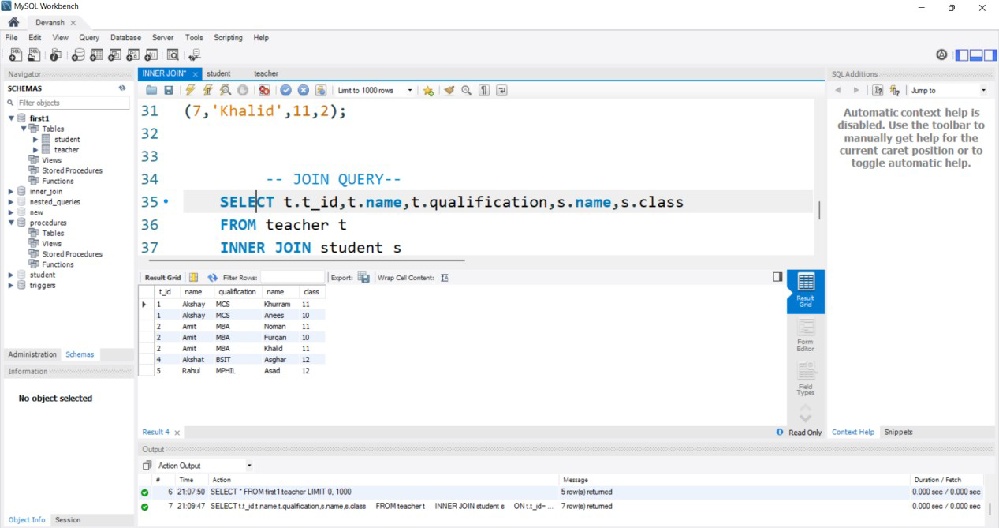 MySQL Workbench
Devansh
File Edit View Query Database Server Tools Scripting Help
Navigator
SCHEMAS
Filter objects
first1
Tables
student
teacher
Views
Stored Procedures
Functions
inner_join
nested_queries
new
procedures
Tables
Views
Stored Procedures
Functions
student
triggers
Administration Schemas
Information
No object selected
Object Info Session
INNER JOIN* student teacher
Limit to 1000 rows
31 (7,'Khalid',11,2);
32
33
34 -- JOIN QUERY--
35 SELECT t.t_id,t.name,t.qualification,s.name,s.class
36 FROM teacher t
37 INNER JOIN student s
Result Grid Filter Rows: Export: Wrap Cell Content:
t_id name qualification name class
1 Akshay MCS Khurram 11
1 Akshay MCS Anees 10
2 Amit MBA Noman 11
2 Amit MBA Furqan 10
2 Amit MBA Khalid 11
4 Akshat BSIT Asghar 12
5 Rahul MPHIL Asad 12
Result Grid
Form Editor
Field Types
Result 4
Read Only
Output
Action Output
# Time Action Message Duration / Fetch
6 21:07:50 SELECT * FROM first1.teacher LIMIT 0, 1000 5 row(s) returned 0.000 sec / 0.000 sec
7 21:09:47 SELECT t.t_id,t.name,t.qualification,s.name,s.class FROM teacher t INNER JOIN student s ON t.t_id= ... 7 row(s) returned 0.000 sec / 0.000 sec
SQLAdditions
Jump to
Automatic context help is
disabled. Use the toolbar to
manually get help for the
current caret position or to
toggle automatic help.
Context Help Snippets